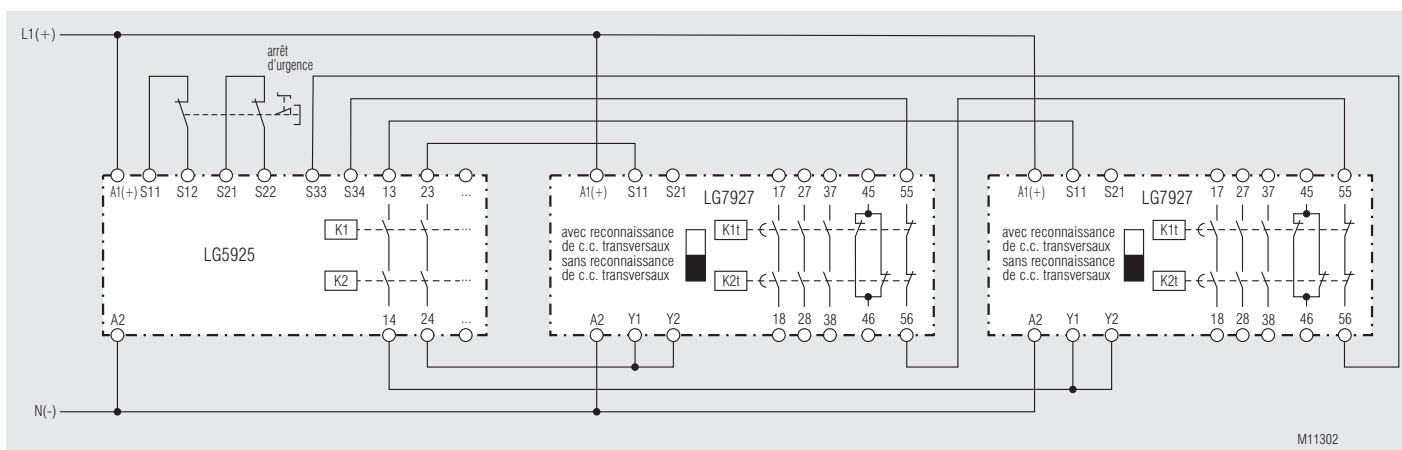 L1(+)
arrêt
d'urgence
A1(+) S11 S12 S21 S22 S33 S34 13 23 ...
LG5925
K1 ...
K2 ...
A2 14 24 ...
A1(+) S11 S21 17 27 37 45 55
LG7927
avec reconnaissance
de c.c. transversaux
sans reconnaissance
de c.c. transversaux
K1t
K2t
A2 Y1 Y2 18 28 38 46 56
A1(+) S11 S21 17 27 37 45 55
LG7927
avec reconnaissance
de c.c. transversaux
sans reconnaissance
de c.c. transversaux
K1t
K2t
A2 Y1 Y2 18 28 38 46 56
N(-)
M11302